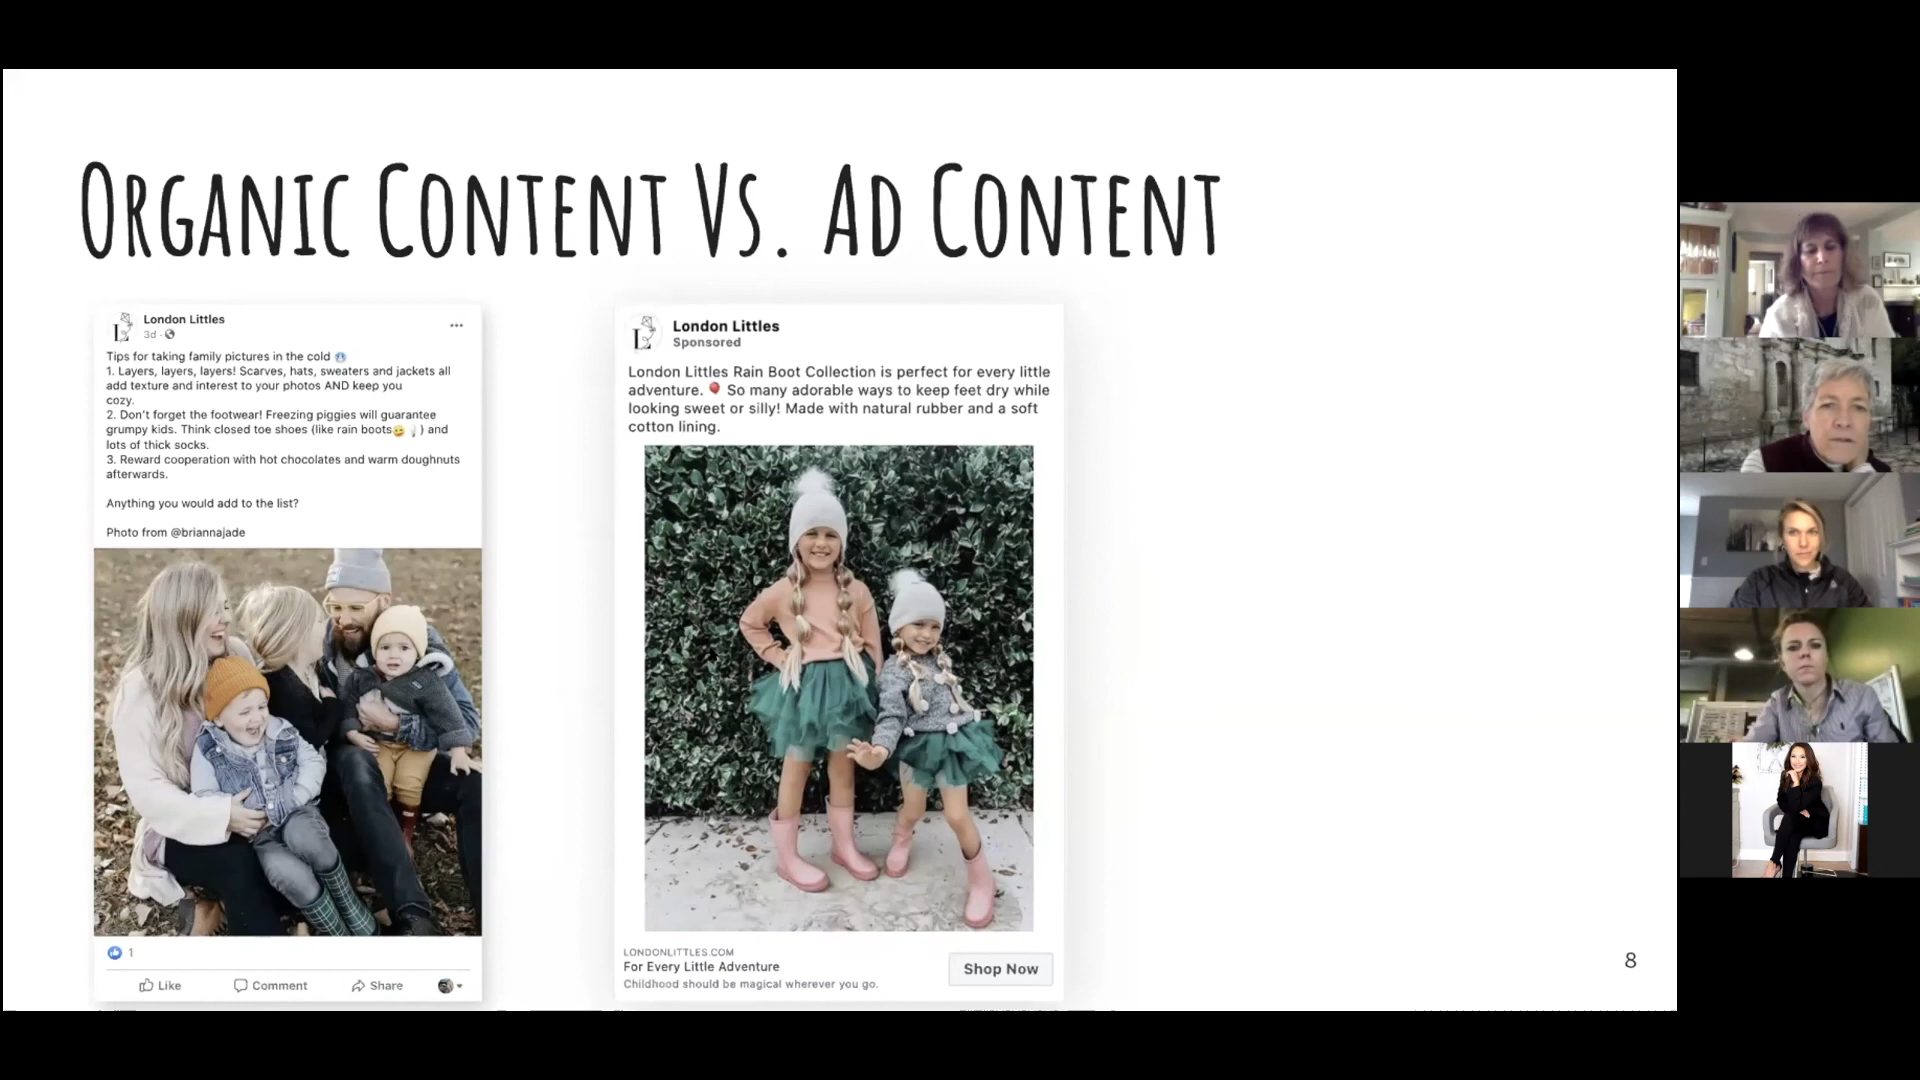 ORGANIC CONTENT VS. AD CONTENT
London Littles
3d ·
Tips for taking family pictures in the cold 🥶
1. Layers, layers, layers! Scarves, hats, sweaters and jackets all
add texture and interest to your photos AND keep you
cozy.
2. Don't forget the footwear! Freezing piggies will guarantee
grumpy kids. Think closed toe shoes (like rain boots😅 ) and
lots of thick socks.
3. Reward cooperation with hot chocolates and warm doughnuts
afterwards.
Anything you would add to the list?
Photo from @briannajade
1
Like
Comment
Share
London Littles
Sponsored
London Littles Rain Boot Collection is perfect for every little
adventure. 🎈 So many adorable ways to keep feet dry while
looking sweet or silly! Made with natural rubber and a soft
cotton lining.
LONDONLITTLES.COM
For Every Little Adventure
Childhood should be magical wherever you go.
Shop Now
8